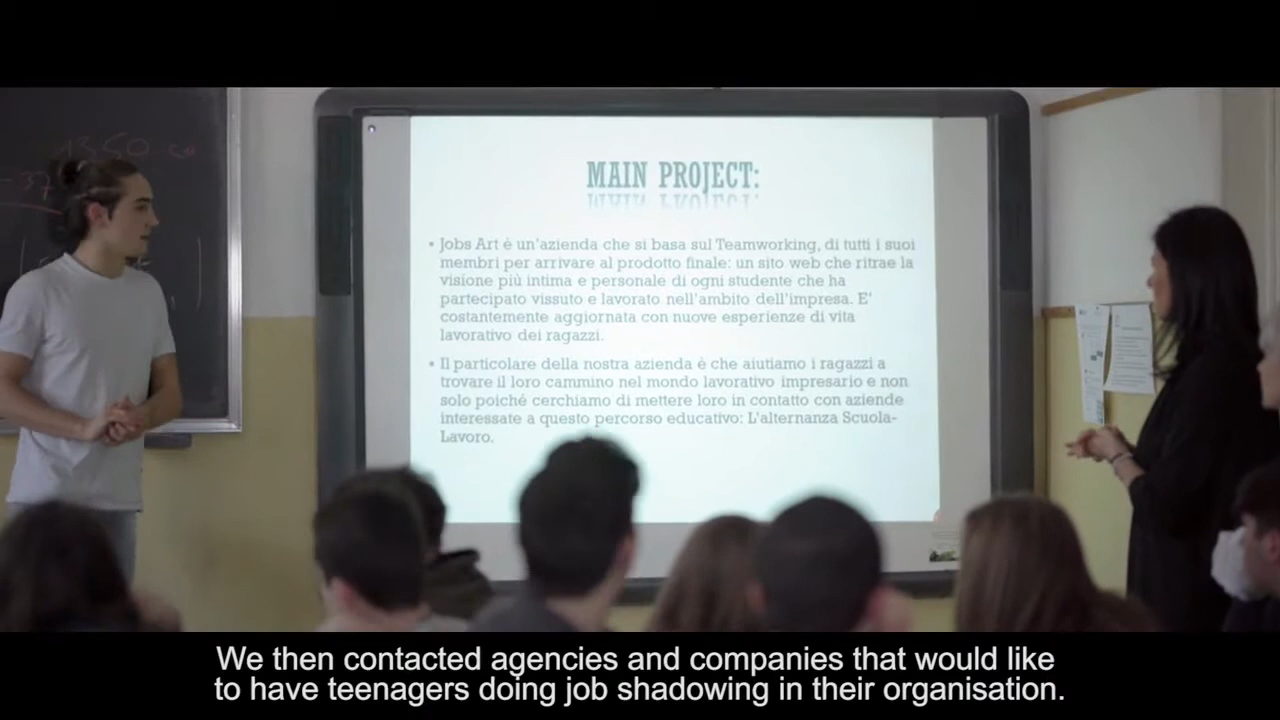 1350
-37
MAIN PROJECT:
• Jobs Art è un'azienda che si basa sul Teamworking, di tutti i suoi
membri per arrivare al prodotto finale: un sito web che ritrae la
visione più intima e personale di ogni studente che ha
partecipato vissuto e lavorato nell'ambito dell'impresa. E'
costantemente aggiornata con nuove esperienze di vita
lavorativo dei ragazzi.
• Il particolare della nostra azienda è che aiutiamo i ragazzi a
trovare il loro cammino nel mondo lavorativo impresario e non
solo poiché cerchiamo di mettere loro in contatto con aziende
interessate a questo percorso educativo: L'alternanza Scuola-
Lavoro.
We then contacted agencies and companies that would like
to have teenagers doing job shadowing in their organisation.